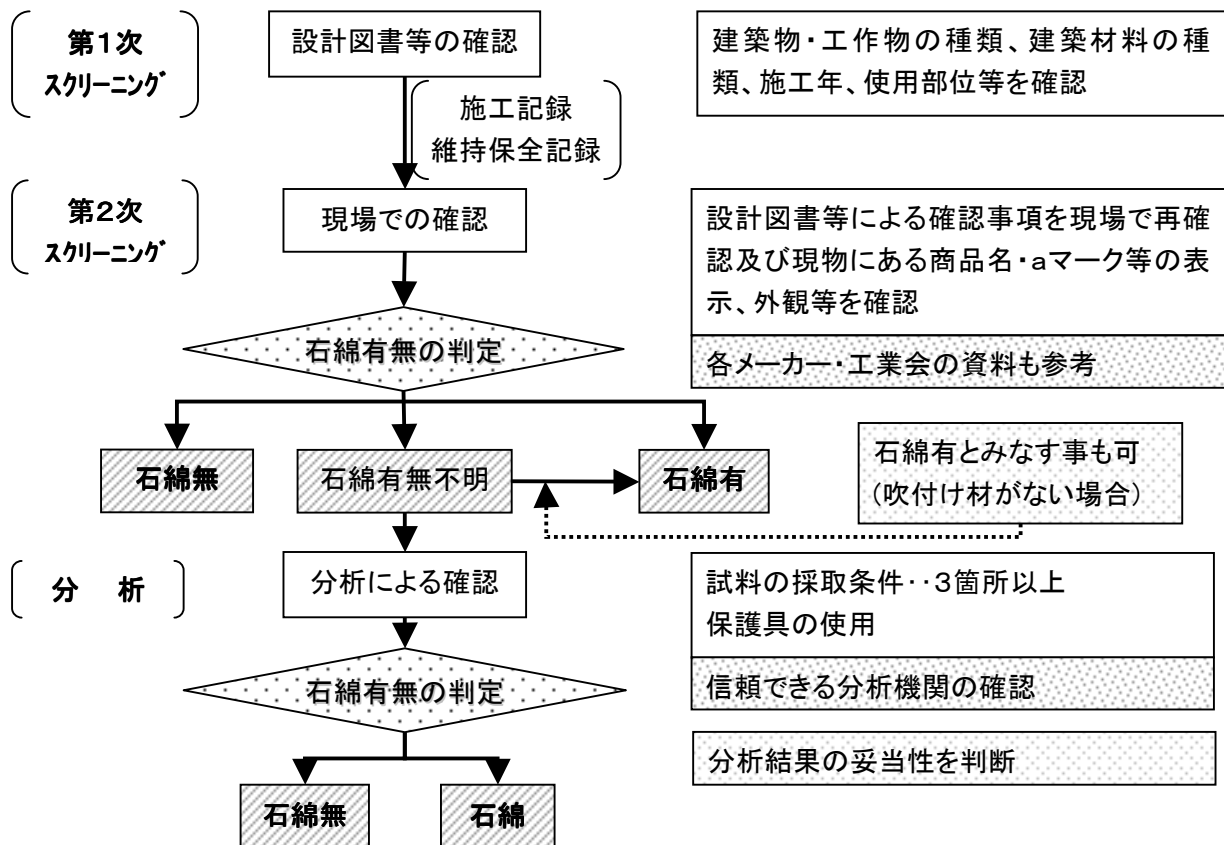 第１次
スクリーニング
設計図書等の確認
建築物・工作物の種類、建築材料の種
類、施工年、使用部位等を確認
施工記録
維持保全記録
第２次
スクリーニング
現場での確認
設計図書等による確認事項を現場で再確
認及び現物にある商品名・aマーク等の表
示、外観等を確認
石綿有無の判定
各メーカー・工業会の資料も参考
石綿無
石綿有無不明
石綿有
石綿有とみなす事も可
(吹付け材がない場合)
分　析
分析による確認
試料の採取条件‥３箇所以上
保護具の使用
石綿有無の判定
信頼できる分析機関の確認
分析結果の妥当性を判断
石綿無
石綿